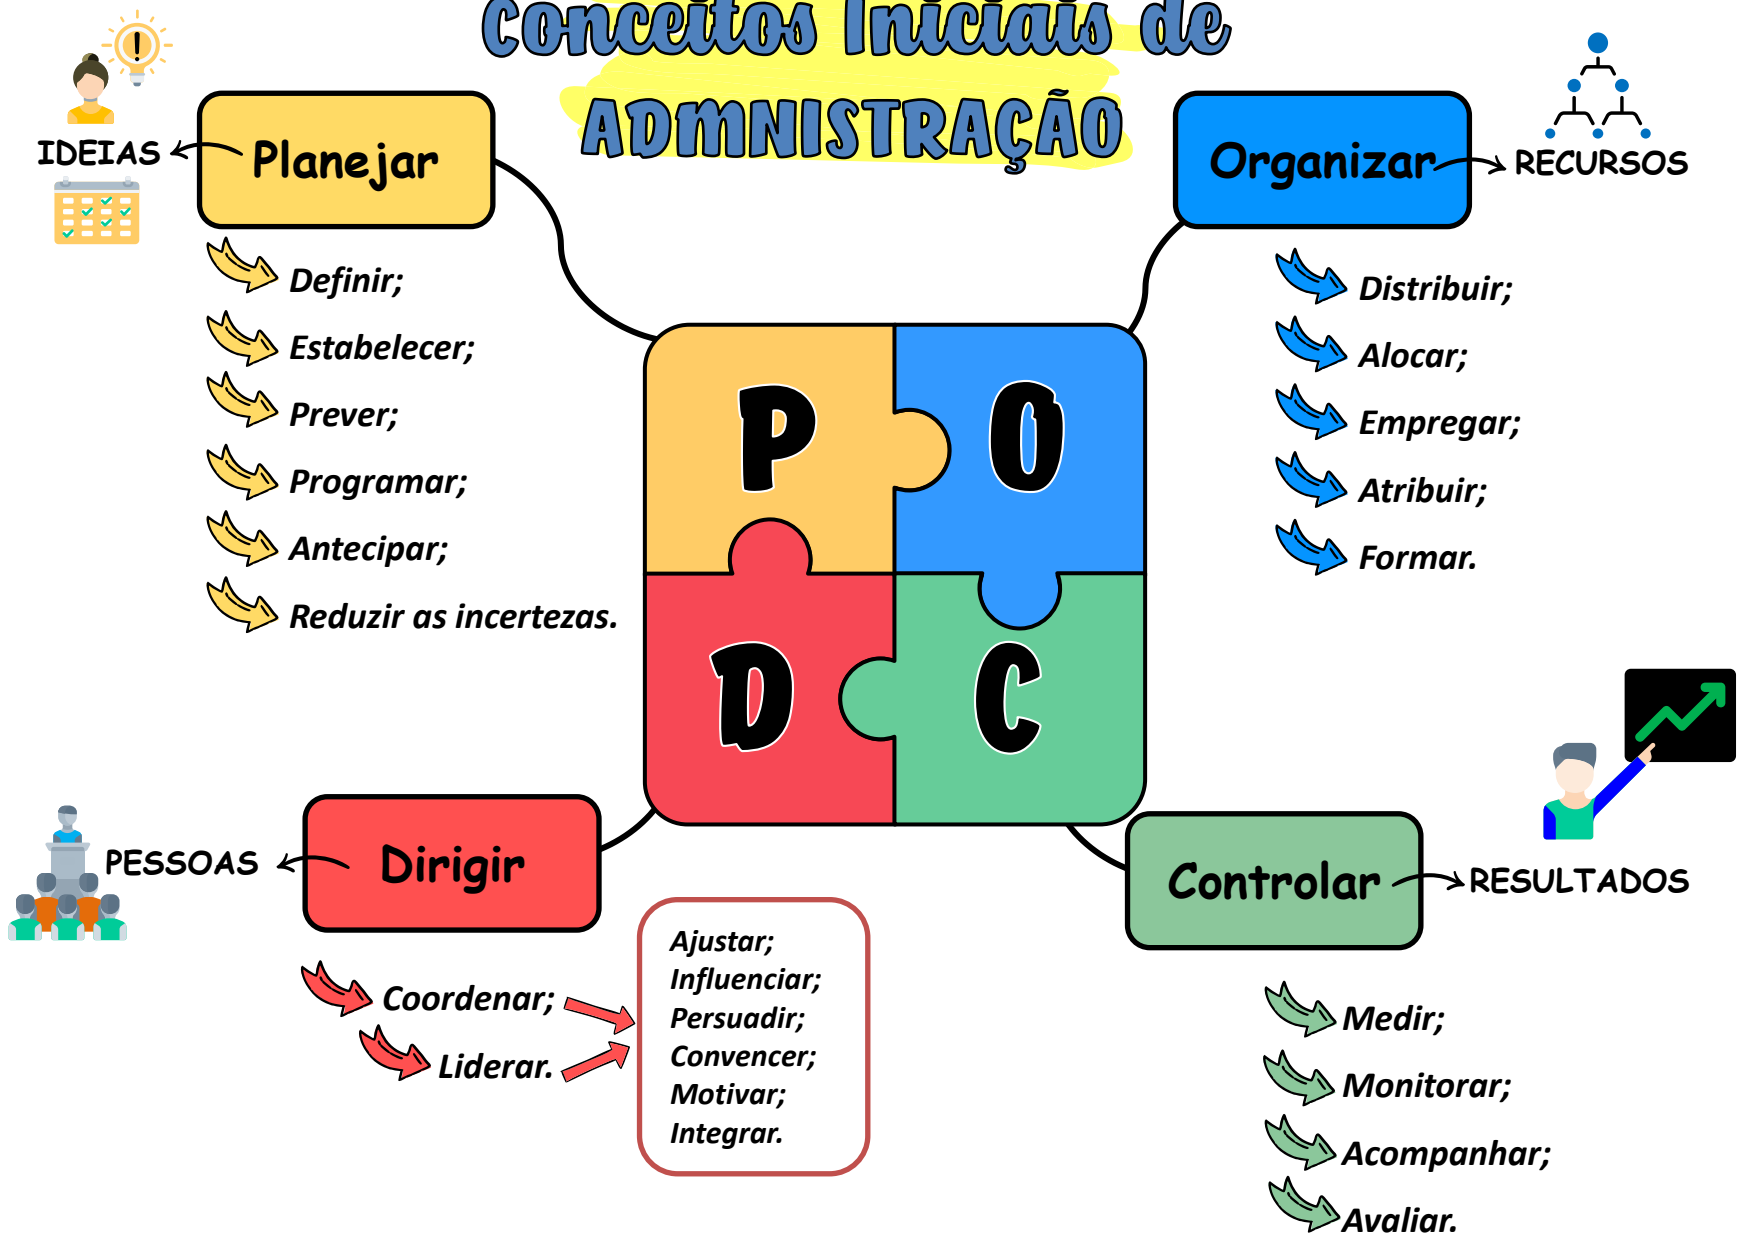 Conceitos Iniciais de
ADMNISTRAÇÃO
IDEIAS
Planejar
Definir;
Estabelecer;
Prever;
Programar;
Antecipar;
Reduzir as incertezas.
Organizar
RECURSOS
Distribuir;
Alocar;
Empregar;
Atribuir;
Formar.
P
O
D
C
PESSOAS
Dirigir
Coordenar;
Liderar.
Ajustar;
Influenciar;
Persuadir;
Convencer;
Motivar;
Integrar.
Controlar
RESULTADOS
Medir;
Monitorar;
Acompanhar;
Avaliar.